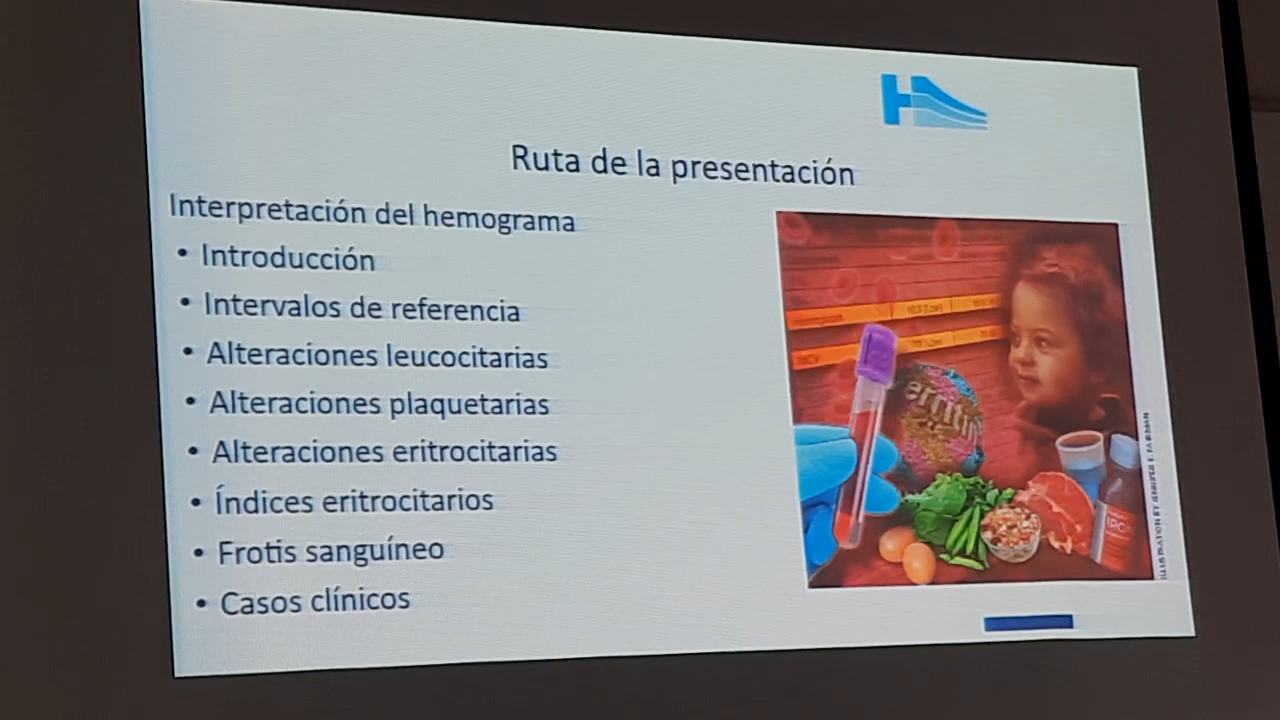 Ruta de la presentación
Interpretación del hemograma
• Introducción
• Intervalos de referencia
• Alteraciones leucocitarias
• Alteraciones plaquetarias
• Alteraciones eritrocitarias
• Índices eritrocitarios
• Frotis sanguíneo
• Casos clínicos